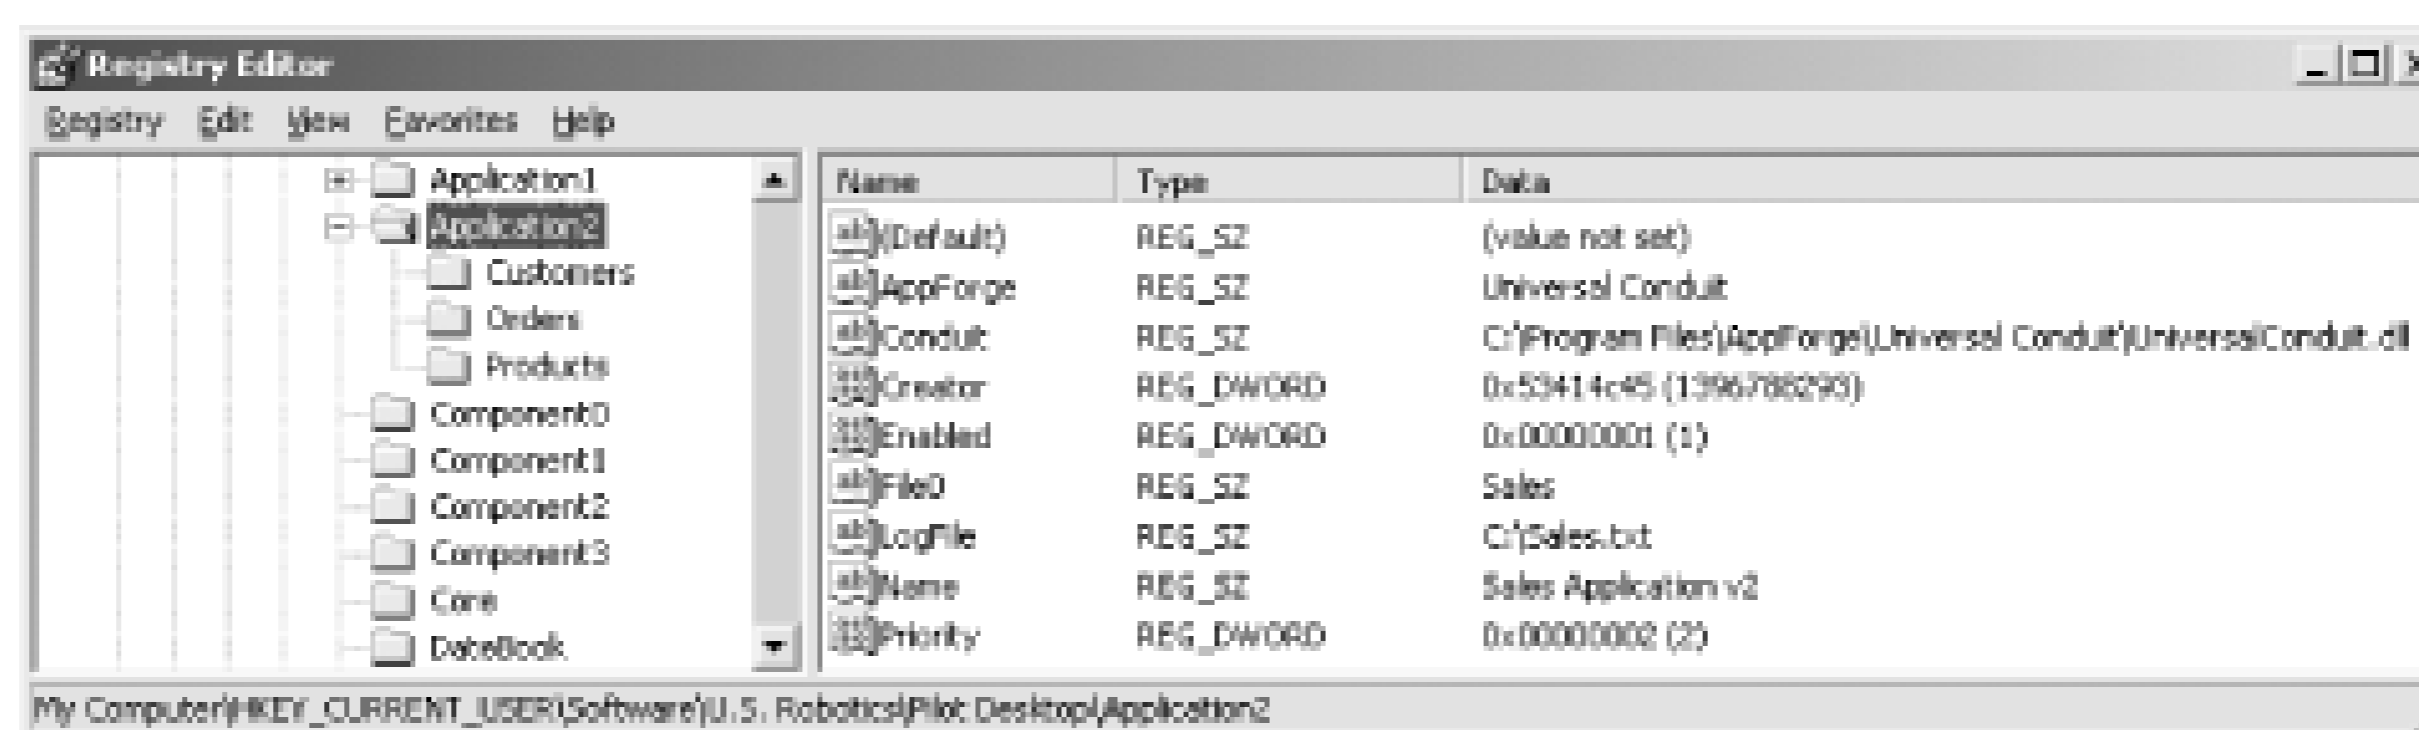 Registry Editor
Registry Edit View Favorites Help
Application1
Application2
Customers
Orders
Products
Component0
Component1
Component2
Component3
Core
DateBook
Name Type Data
(Default) REG_SZ (value not set)
AppForge REG_SZ Universal Conduit
Conduit REG_SZ C:\Program Files\AppForge\Universal Conduit\UniversalConduit.dll
Creator REG_DWORD 0x53414c45 (1396788293)
Enabled REG_DWORD 0x00000001 (1)
File0 REG_SZ Sales
LogFile REG_SZ C:\Sales.txt
Name REG_SZ Sales Application v2
Priority REG_DWORD 0x00000002 (2)
My Computer\HKEY_CURRENT_USER\Software\U.S. Robotics\Pilot Desktop\Application2